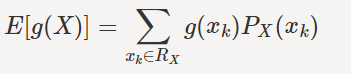 E[g(X)] = ∑_{x_k∈R_X} g(x_k)P_X(x_k)